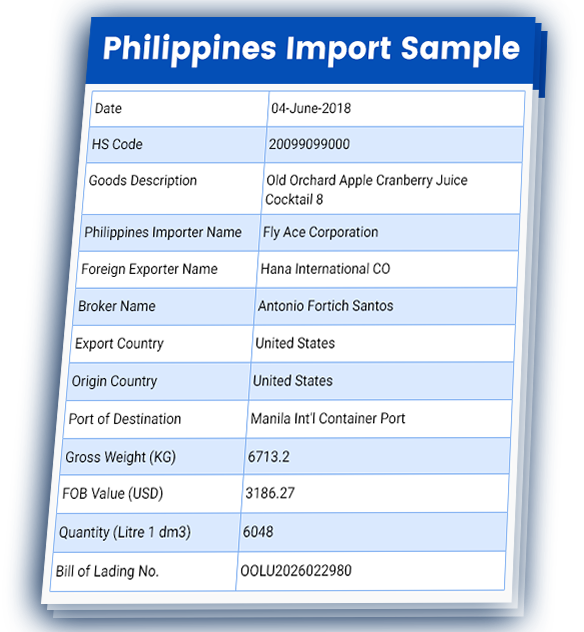 Philippines Import Sample
Date 04-June-2018
HS Code 20099099000
Goods Description Old Orchard Apple Cranberry Juice
Cocktail 8
Philippines Importer Name Fly Ace Corporation
Foreign Exporter Name Hana International CO
Broker Name Antonio Fortich Santos
Export Country United States
Origin Country United States
Port of Destination Manila Int'l Container Port
Gross Weight (KG) 6713.2
FOB Value (USD) 3186.27
Quantity (Litre 1 dm3) 6048
Bill of Lading No. OOLU2026022980